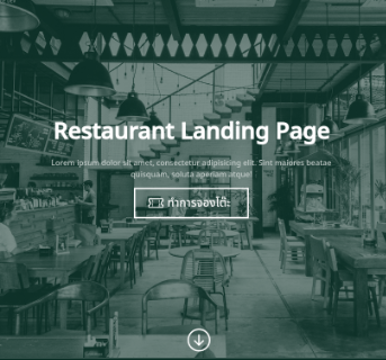 Restaurant Landing Page
Lorem ipsum dolor sit amet, consectetur adipisicing elit. Sint maiores beatae
quisquam, soluta aperiam atque!
ทำการจองโต๊ะ